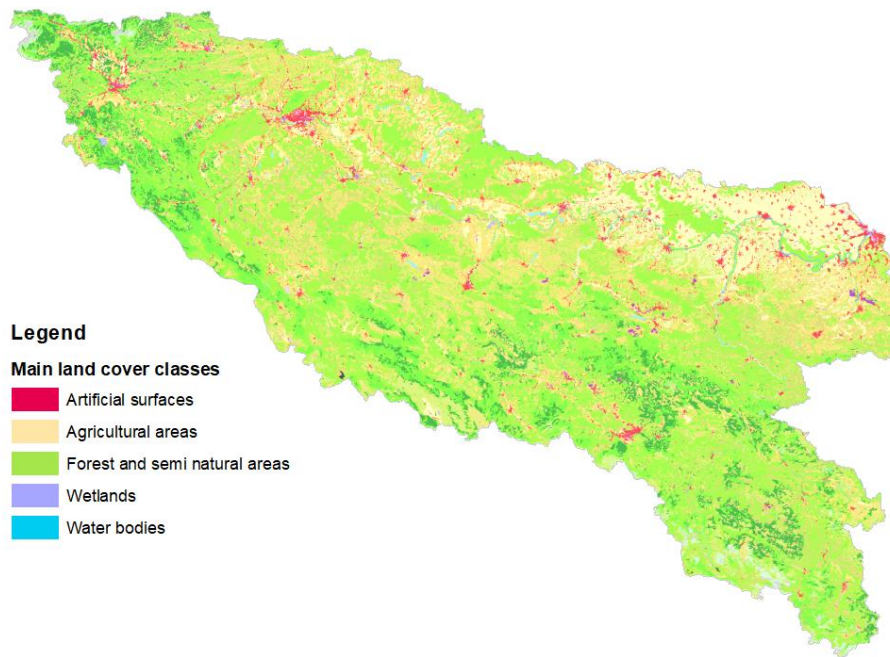 Legend
Main land cover classes
Artificial surfaces
Agricultural areas
Forest and semi natural areas
Wetlands
Water bodies